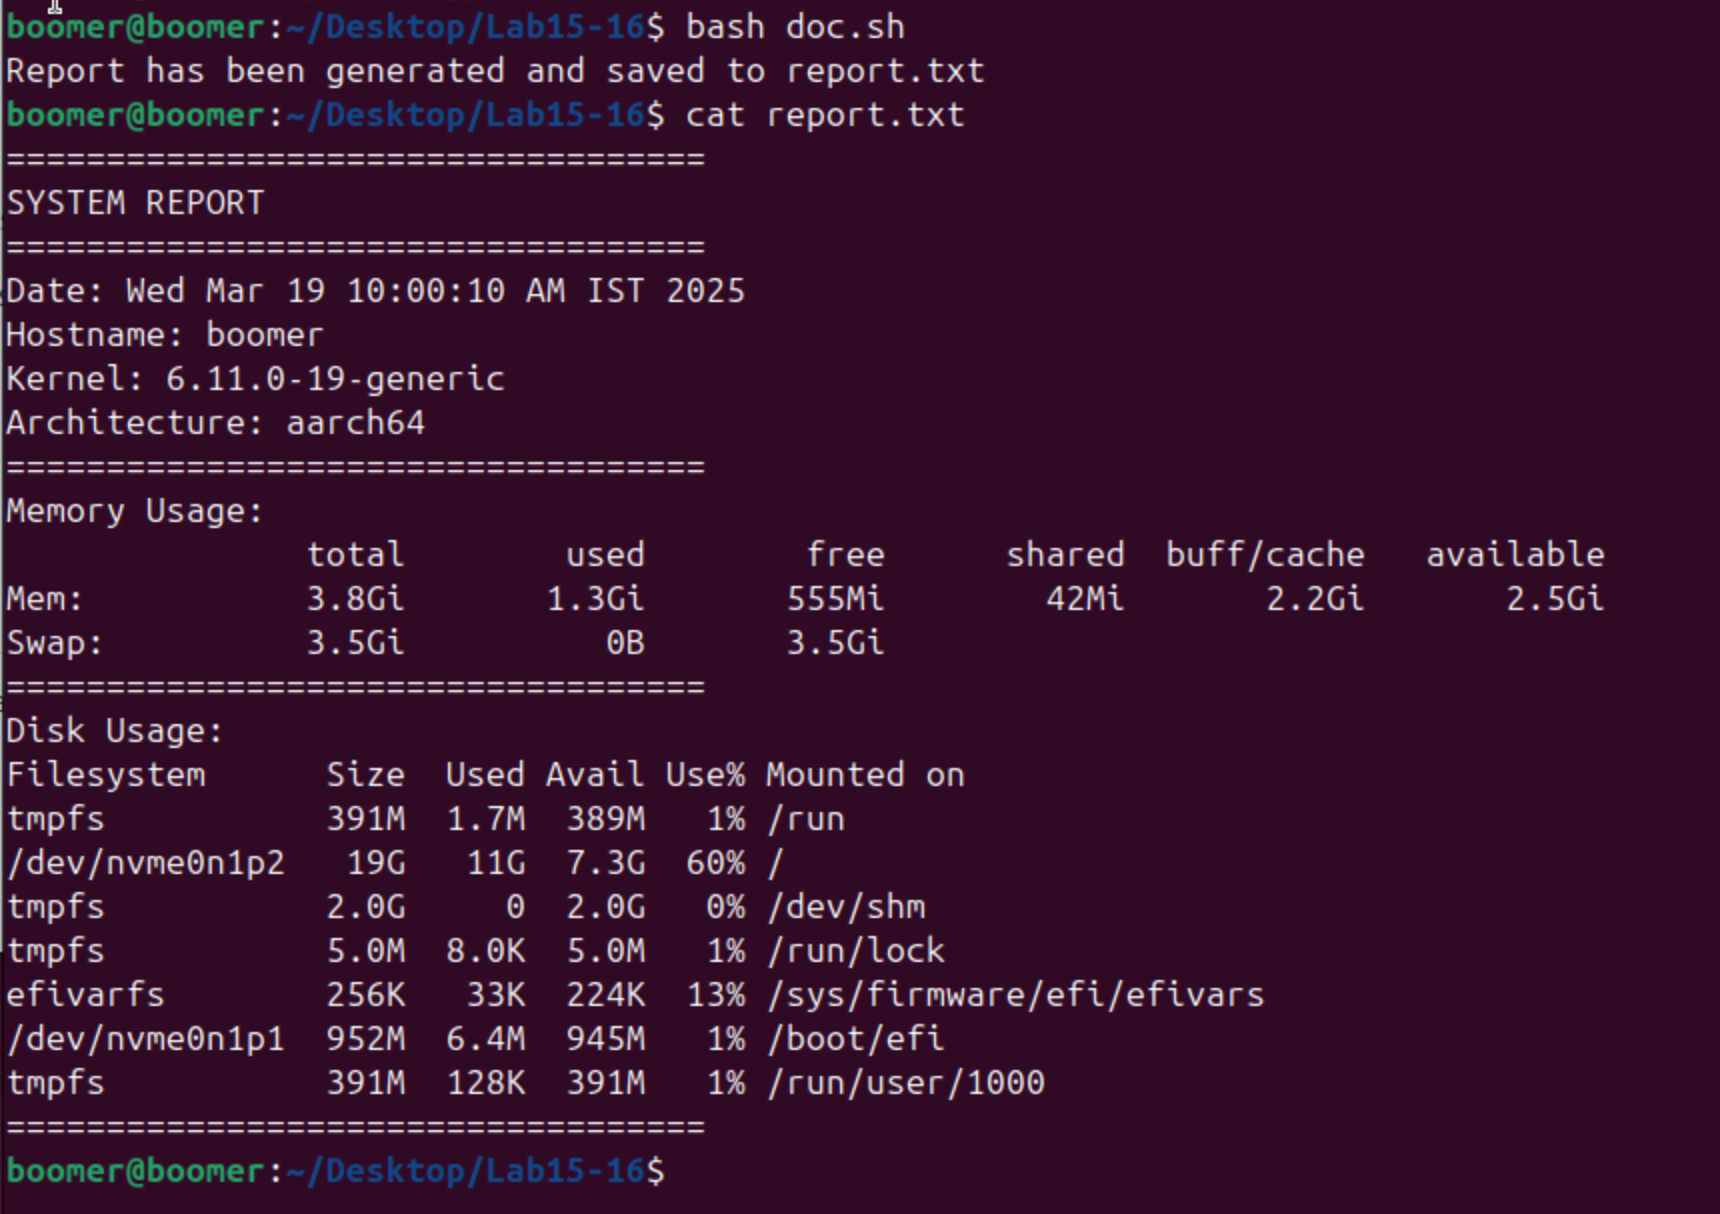 boomer@boomer:~/Desktop/Lab15-16$ bash doc.sh
Report has been generated and saved to report.txt
boomer@boomer:~/Desktop/Lab15-16$ cat report.txt
===================================
SYSTEM REPORT
===================================
Date: Wed Mar 19 10:00:10 AM IST 2025
Hostname: boomer
Kernel: 6.11.0-19-generic
Architecture: aarch64
===================================
Memory Usage:
               total        used        free      shared  buff/cache   available
Mem:           3.8Gi       1.3Gi       555Mi        42Mi       2.2Gi       2.5Gi
Swap:          3.5Gi          0B       3.5Gi
===================================
Disk Usage:
Filesystem      Size  Used Avail Use% Mounted on
tmpfs           391M  1.7M  389M   1% /run
/dev/nvme0n1p2   19G   11G  7.3G  60% /
tmpfs           2.0G     0  2.0G   0% /dev/shm
tmpfs           5.0M  8.0K  5.0M   1% /run/lock
efivarfs        256K   33K  224K  13% /sys/firmware/efi/efivars
/dev/nvme0n1p1  952M  6.4M  945M   1% /boot/efi
tmpfs           391M  128K  391M   1% /run/user/1000
===================================
boomer@boomer:~/Desktop/Lab15-16$